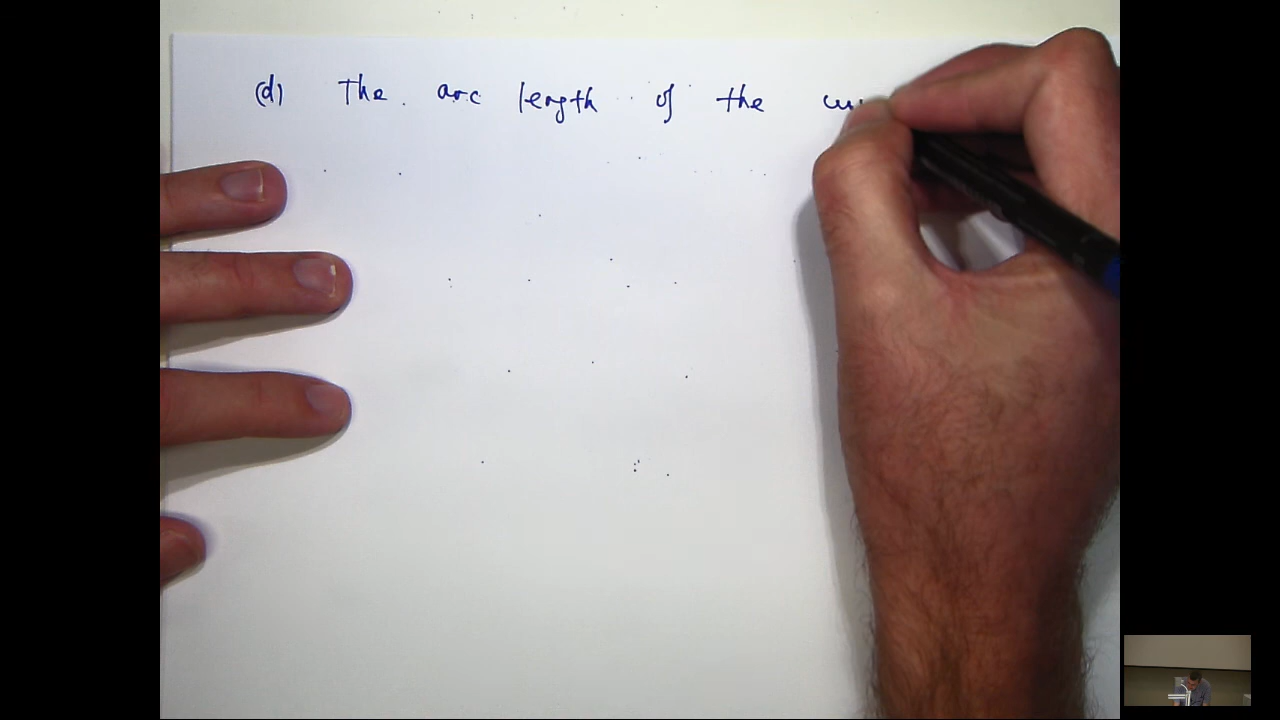 (d) The arc length of the